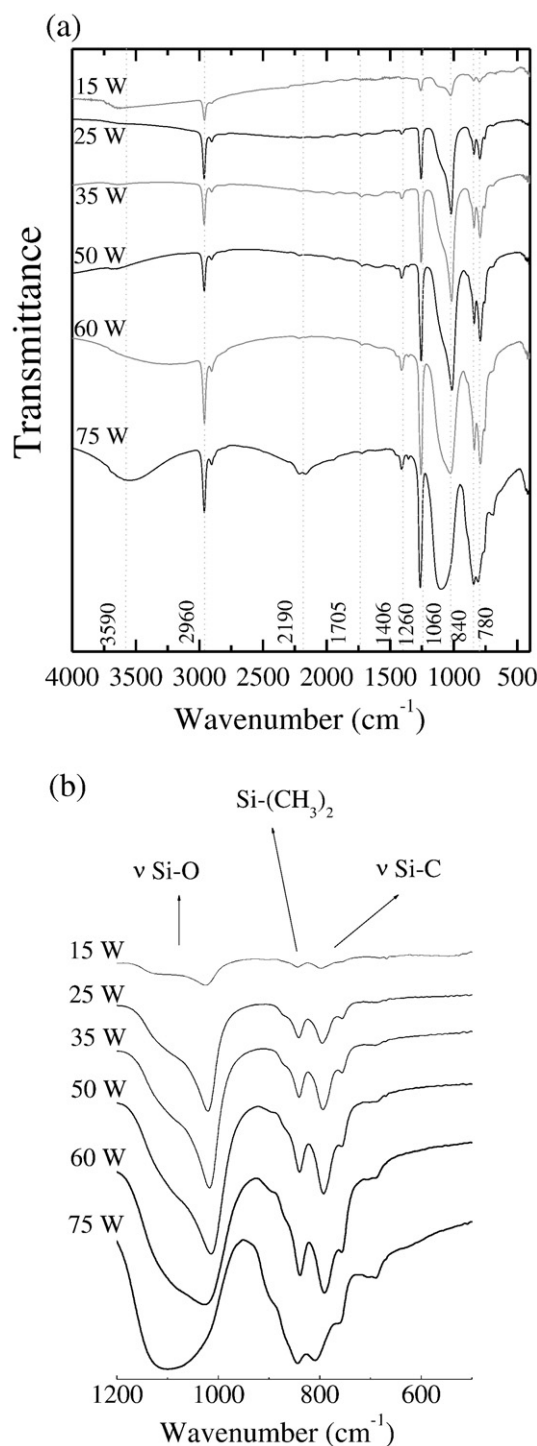 (a)
15 W
25 W
35 W
50 W
60 W
75 W
Transmittance
3590
2960
2190
1705
1406
1260
1060
840
780
4000 3500 3000 2500 2000 1500 1000 500
Wavenumber (cm⁻¹)
(b)
Si-(CH₃)₂
ν Si-O
ν Si-C
15 W
25 W
35 W
50 W
60 W
75 W
1200 1000 800 600
Wavenumber (cm⁻¹)